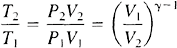 T₂/T₁ = P₂V₂/P₁V₁ = (V₁/V₂)^(γ−1)